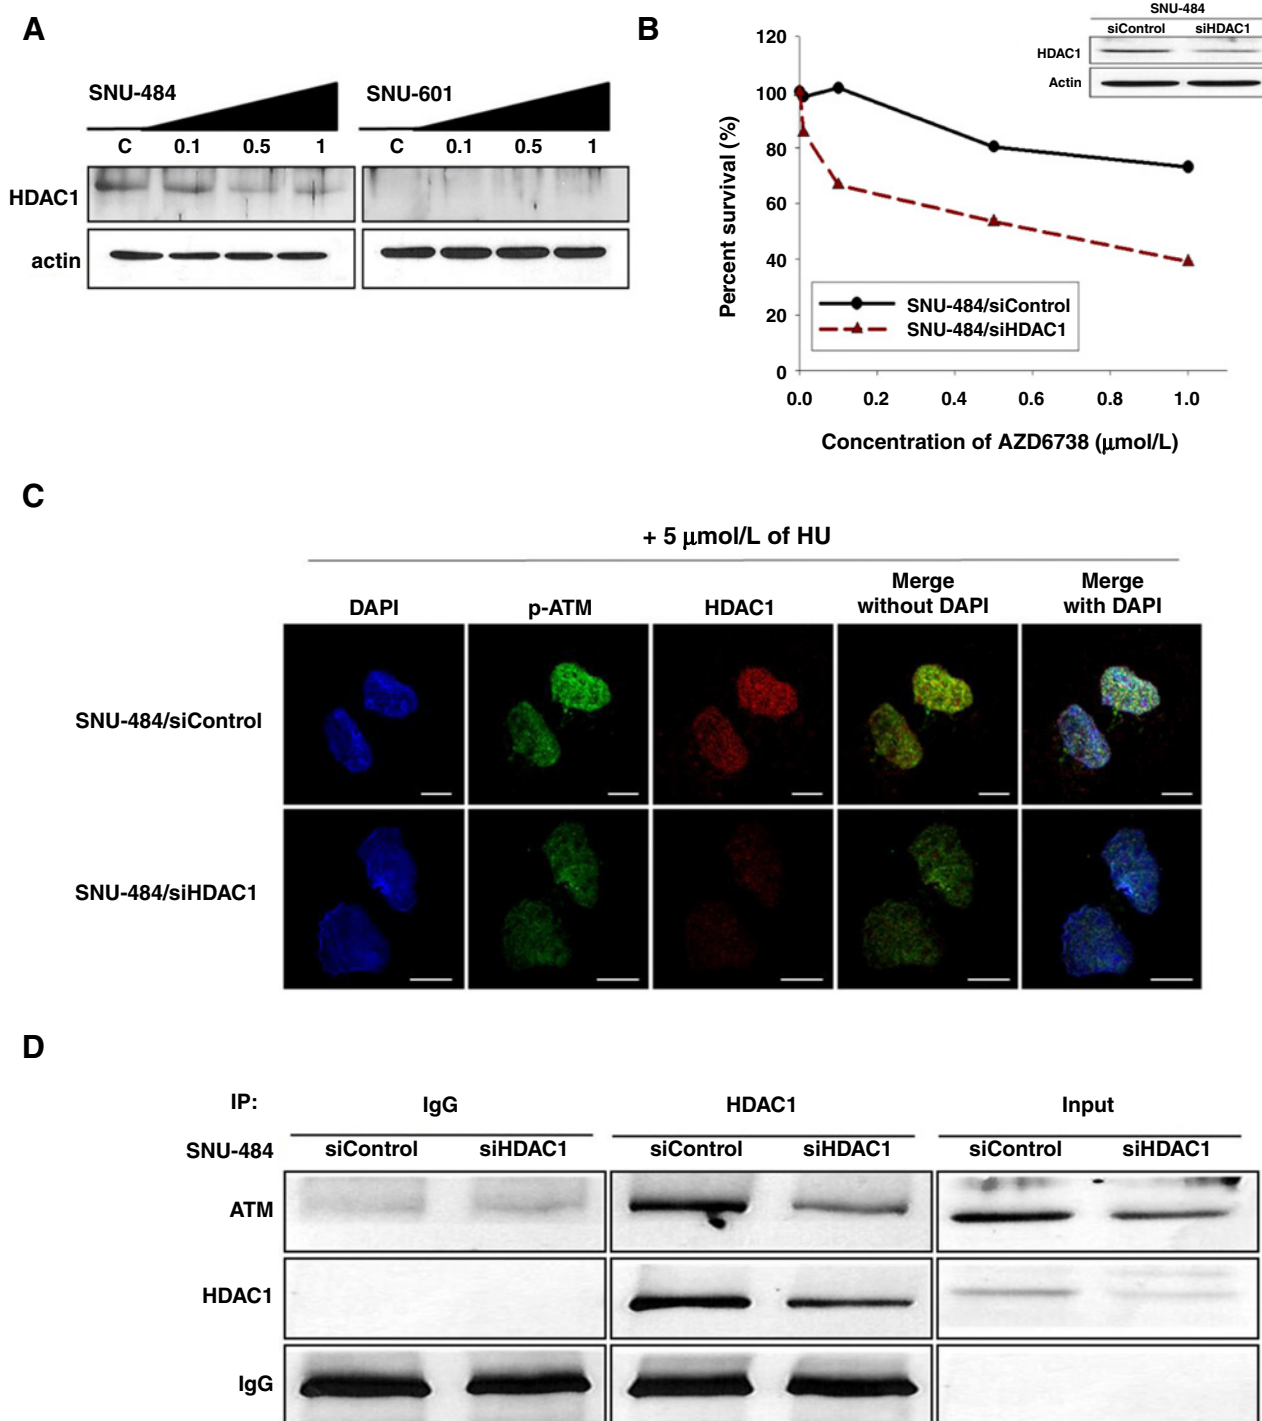 A
SNU-484
SNU-601
C 0.1 0.5 1
C 0.1 0.5 1
HDAC1
actin
B
SNU-484
siControl siHDAC1
HDAC1
Actin
120
100
80
60
40
20
0
Percent survival (%)
SNU-484/siControl
SNU-484/siHDAC1
0.0 0.2 0.4 0.6 0.8 1.0
Concentration of AZD6738 (μmol/L)
C
+ 5 μmol/L of HU
DAPI
p-ATM
HDAC1
Merge
without DAPI
Merge
with DAPI
SNU-484/siControl
SNU-484/siHDAC1
D
IP: IgG HDAC1 Input
SNU-484 siControl siHDAC1 siControl siHDAC1 siControl siHDAC1
ATM
HDAC1
IgG